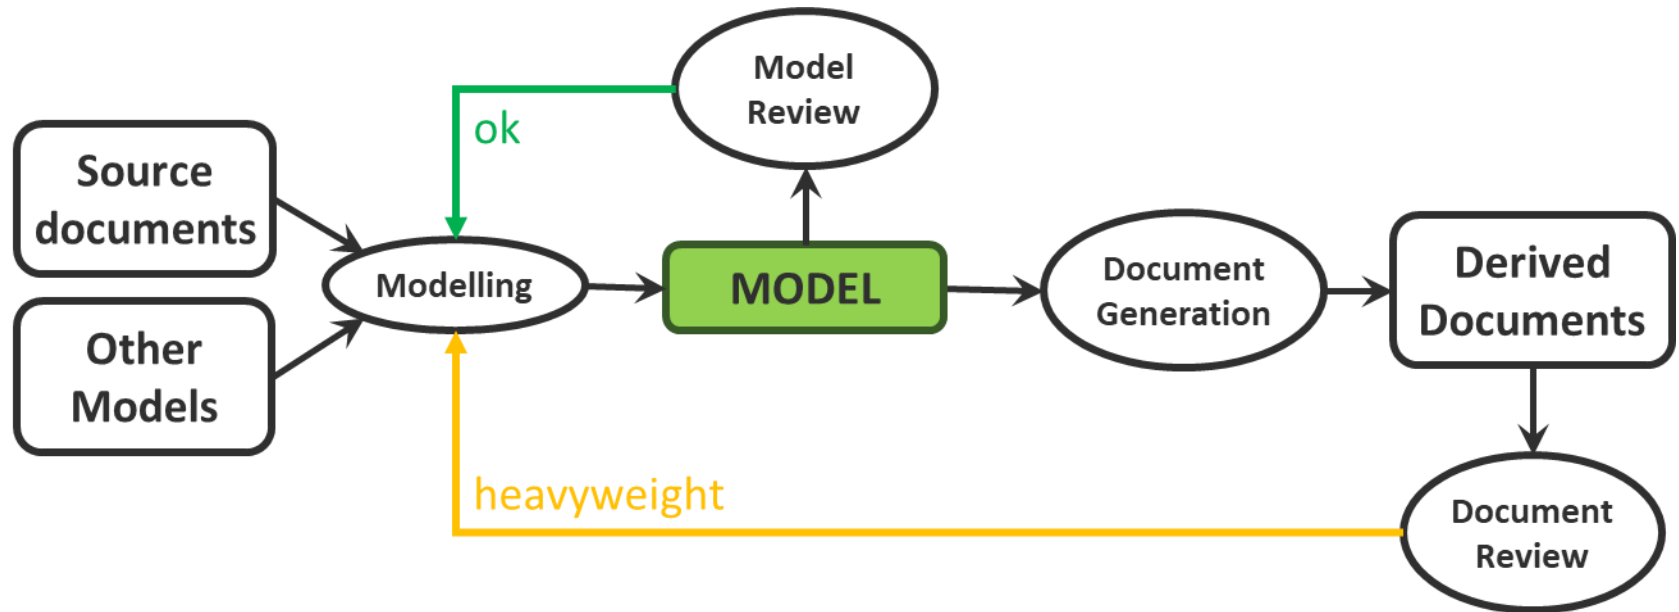 Model
Review
ok
Source
documents
Modelling
MODEL
Document
Generation
Derived
Documents
Other
Models
heavyweight
Document
Review